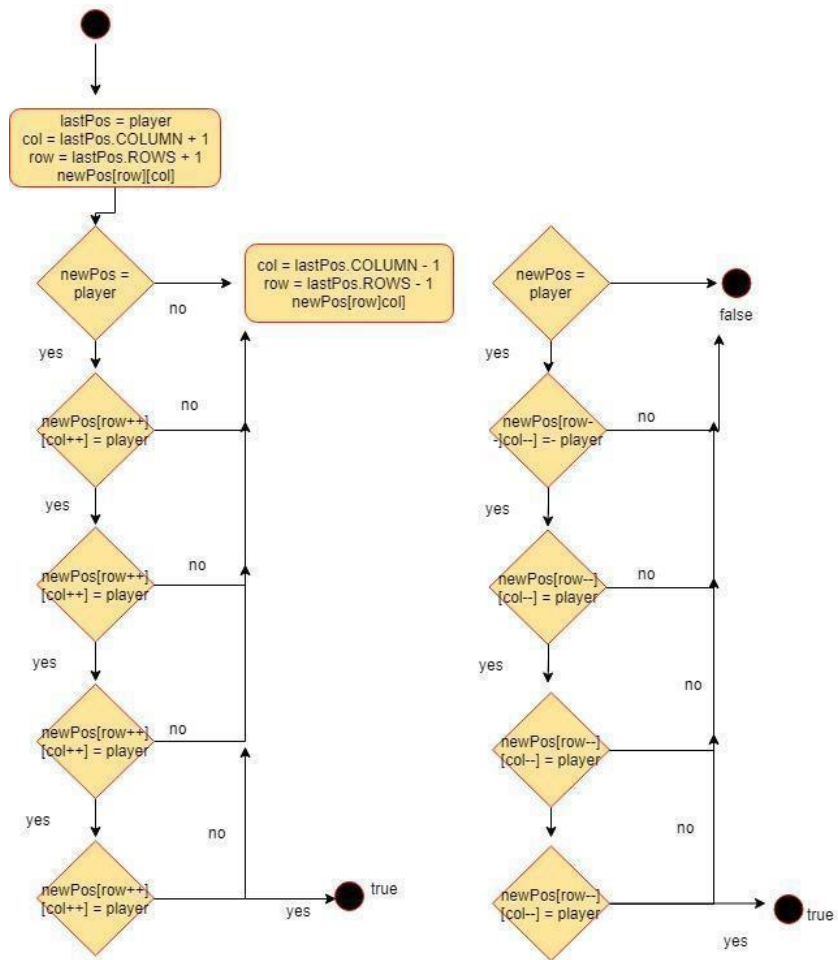 lastPos = player
col = lastPos.COLUMN + 1
row = lastPos.ROWS + 1
newPos[row][col]
newPos =
player
no
col = lastPos.COLUMN - 1
row = lastPos.ROWS - 1
newPos[row]col]
yes
newPos[row++]
[col++] = player
no
yes
newPos[row++]
[col++] = player
no
yes
newPos[row++]
[col++] = player
no
yes
newPos[row++]
[col++] = player
no
yes
true
newPos =
player
false
yes
newPos[row-
-[col--] =- player
no
yes
newPos[row--]
[col--] = player
no
yes
newPos[row--]
[col--] = player
no
newPos[row--]
[col--] = player
no
yes
true